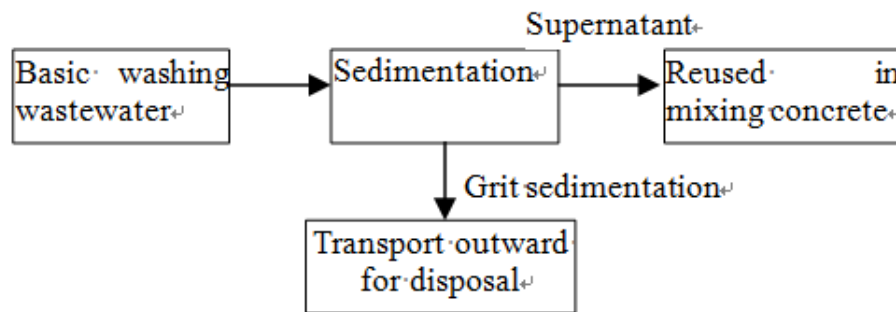 Supernatant
Basic washing
wastewater
Sedimentation
Reused in
mixing concrete
Grit sedimentation
Transport outward
for disposal